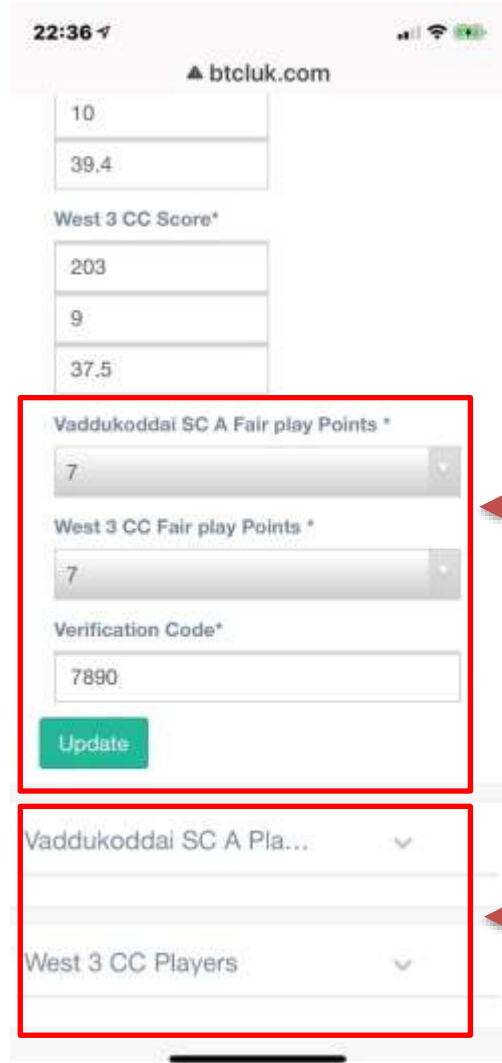 22:36
btcluk.com
10
39.4
West 3 CC Score*
203
9
37.5
Vaddukoddai SC A Fair play Points *
7
West 3 CC Fair play Points *
7
Verification Code*
7890
Update
Vaddukoddai SC A Pla...
West 3 CC Players